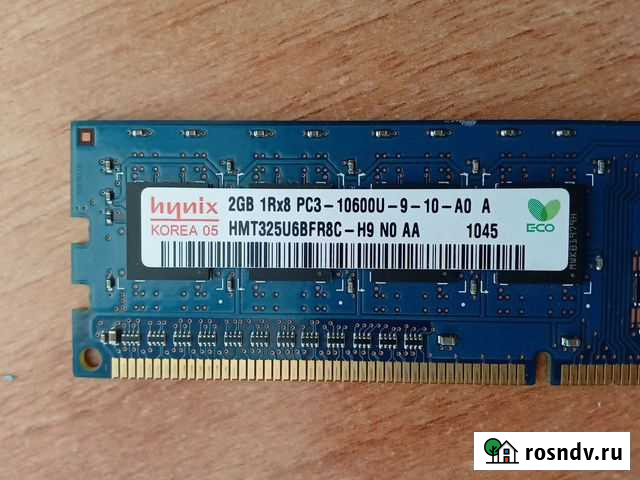 hynix 2GB 1Rx8 PC3-10600U-9-10-A0 A
KOREA 05 HMT325U6BFR8C-H9 N0 AA 1045
ECO
rosndv.ru